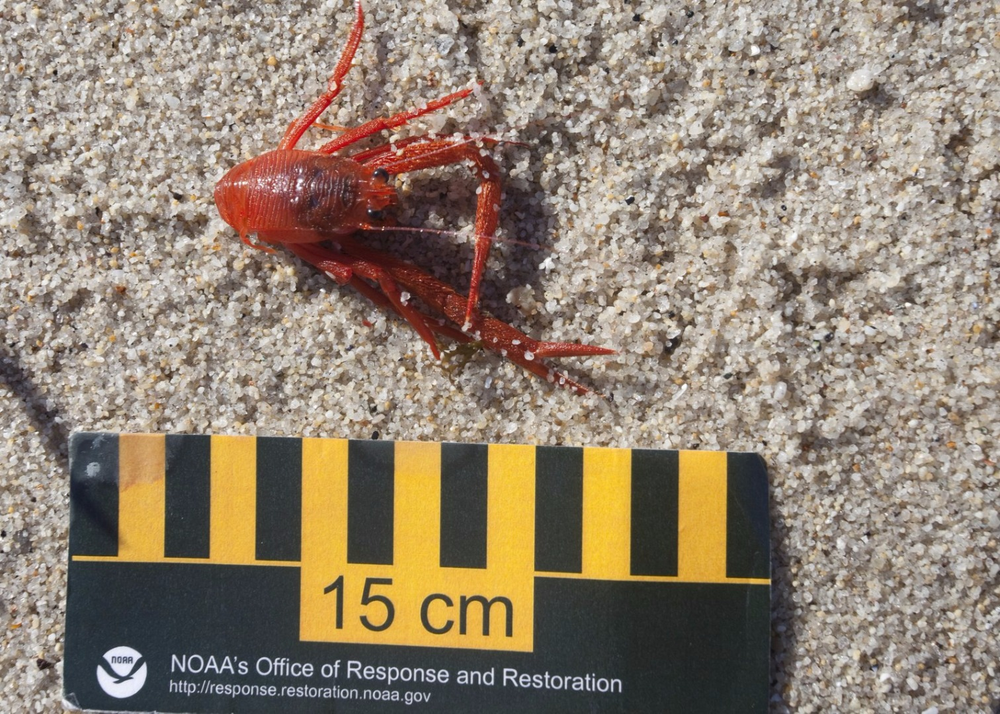 15 cm
NOAA
NOAA's Office of Response and Restoration
http://response.restoration.noaa.gov